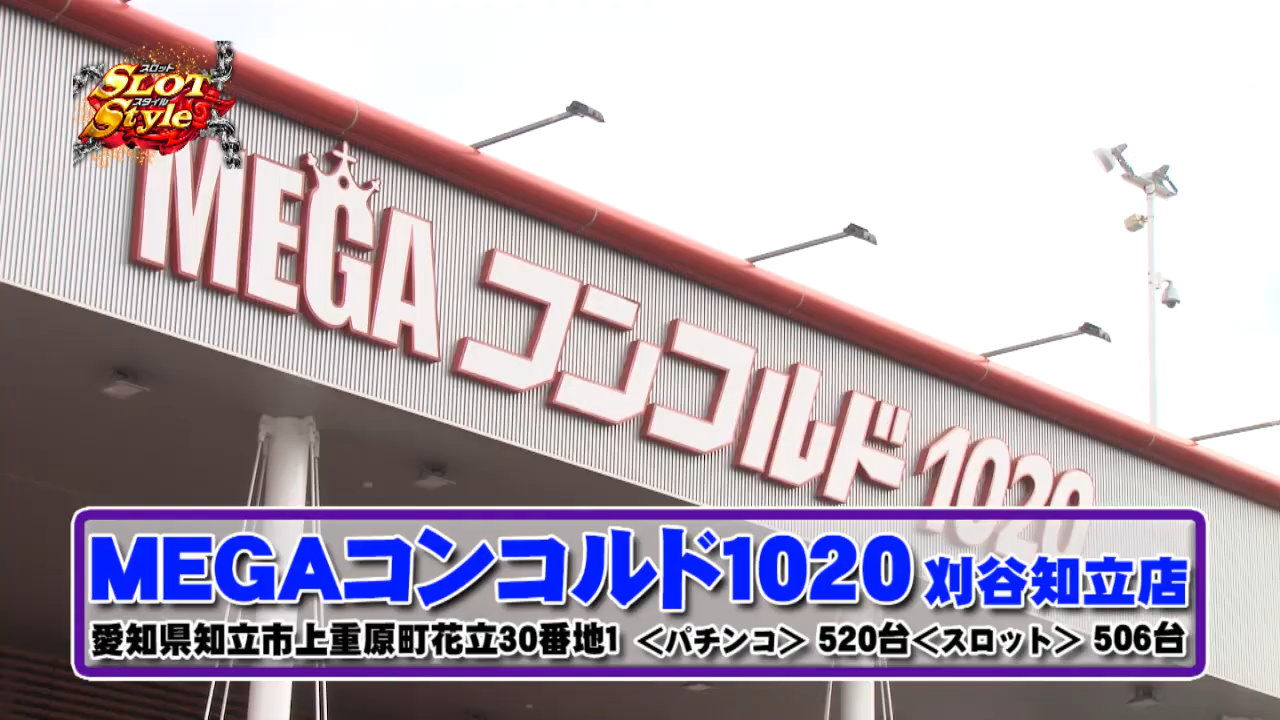 スロット
SLOT
スタイル
Style
MEGAコンコルド1020
MEGAコンコルド1020 刈谷知立店
愛知県知立市上重原町花立30番地1 <パチンコ> 520台<スロット> 506台